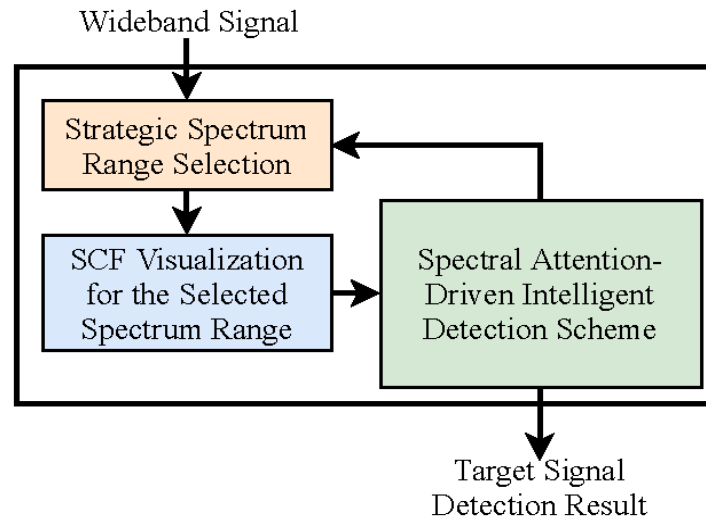 Wideband Signal
Strategic Spectrum
Range Selection
SCF Visualization
for the Selected
Spectrum Range
Spectral Attention-
Driven Intelligent
Detection Scheme
Target Signal
Detection Result